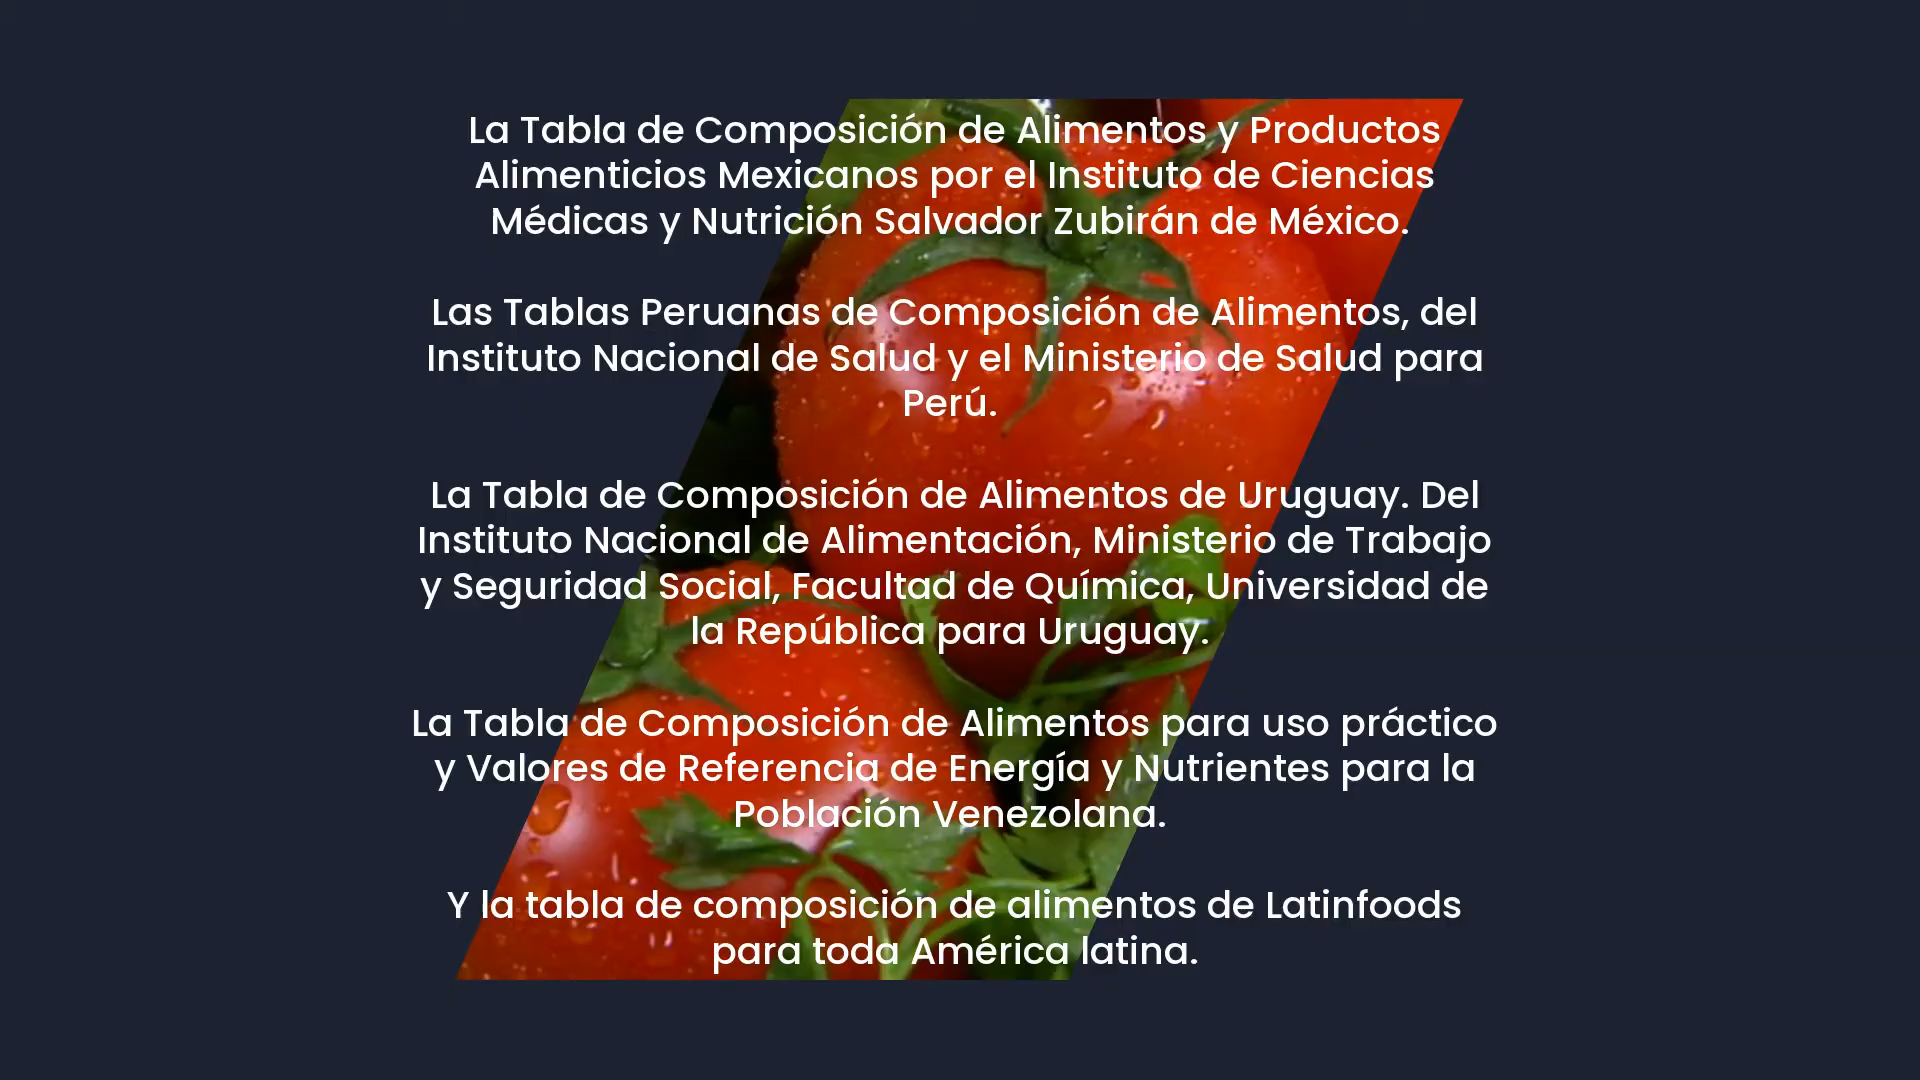 La Tabla de Composición de Alimentos y Productos
Alimenticios Mexicanos por el Instituto de Ciencias
Médicas y Nutrición Salvador Zubirán de México.
Las Tablas Peruanas de Composición de Alimentos, del
Instituto Nacional de Salud y el Ministerio de Salud para
Perú.
La Tabla de Composición de Alimentos de Uruguay. Del
Instituto Nacional de Alimentación, Ministerio de Trabajo
y Seguridad Social, Facultad de Química, Universidad de
la República para Uruguay.
La Tabla de Composición de Alimentos para uso práctico
y Valores de Referencia de Energía y Nutrientes para la
Población Venezolana.
Y la tabla de composición de alimentos de Latinfoods
para toda América latina.